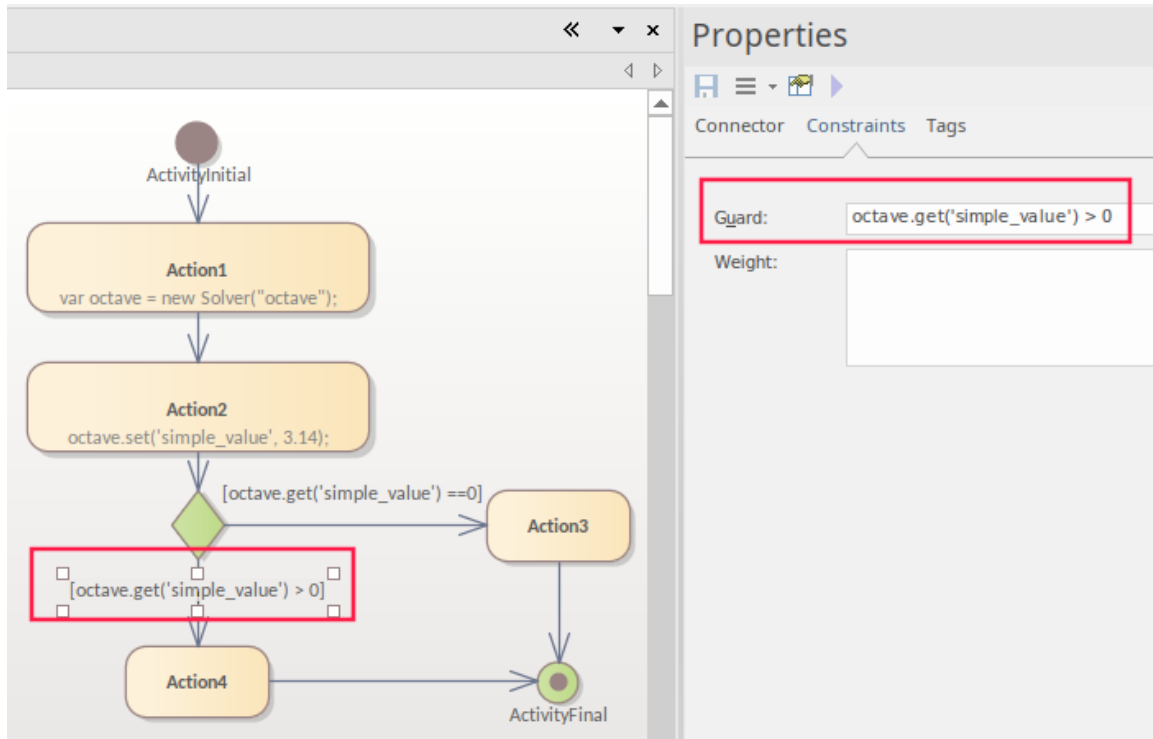 Properties
Connector Constraints Tags
Guard: octave.get('simple_value') > 0
Weight:
ActivityInitial
Action1
var octave = new Solver("octave");
Action2
octave.set('simple_value', 3.14);
[octave.get('simple_value') ==0]
Action3
[octave.get('simple_value') > 0]
Action4
ActivityFinal